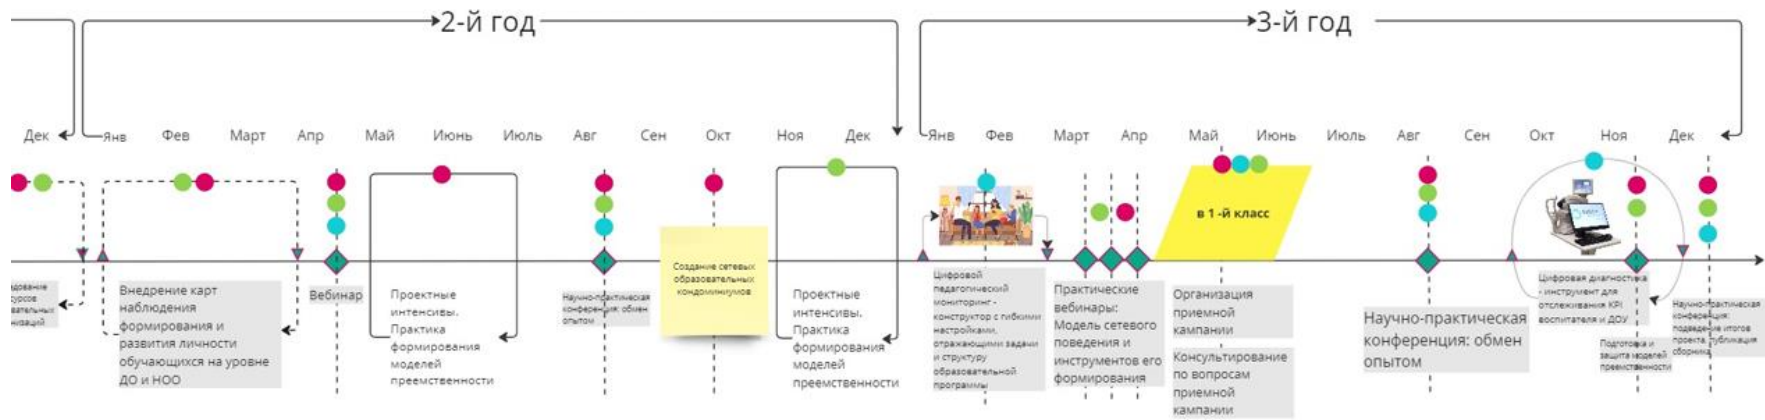 2-й год
3-й год
Дек
Янв
Фев
Март
Апр
Май
Июнь
Июль
Авг
Сен
Окт
Ноя
Дек
Янв
Фев
Март
Апр
Май
Июнь
Июль
Авг
Сен
Окт
Ноя
Дек
Внедрение карт
наблюдения
формирования и
развития личности
обучающихся на уровне
ДО и НОО
Вебинар
Проектные
интенсивы.
Практика
формирования
моделей
преемственности
Научно-практическая
конференция: обмен
опытом
Создание сетевых
образовательных
кондоминиумов
Проектные
интенсивы.
Практика
формирования
моделей
преемственности
Цифровой
педагогический
мониторинг -
конструктор с гибкими
настройками,
отражающими задачи
и структуру
образовательной
программы
Практические
вебинары:
Модель сетевого
поведения и
инструментов его
формирования
в 1 -й класс
Организация
приемной
кампании
Консультирование
по вопросам
приемной
кампании
Научно-практическая
конференция: обмен
опытом
Цифровая диагностика
- инструмент для
отслеживания KPI
воспитателя и ДОУ
Подготовка и
защита моделей
преемственности
Научно-практическая
конференция:
подведение итогов
проекта, публикация
сборника